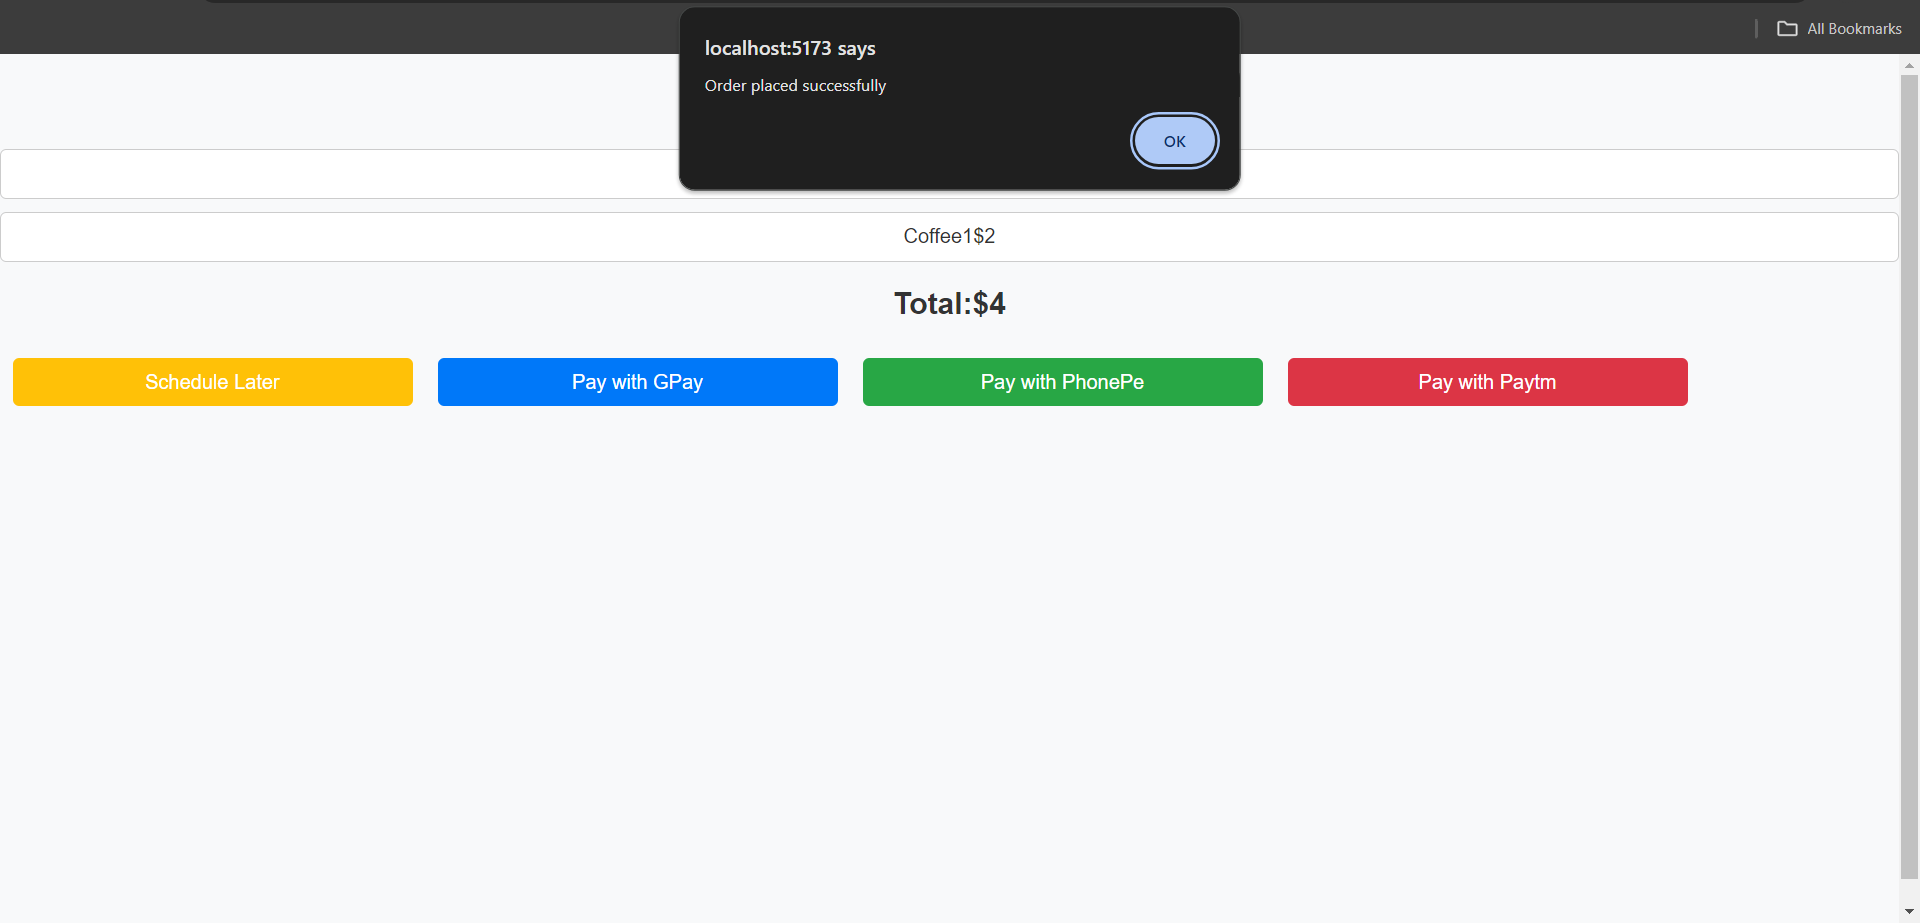 All Bookmarks
localhost:5173 says
Order placed successfully
OK
Coffee1$2
Total:$4
Schedule Later
Pay with GPay
Pay with PhonePe
Pay with Paytm